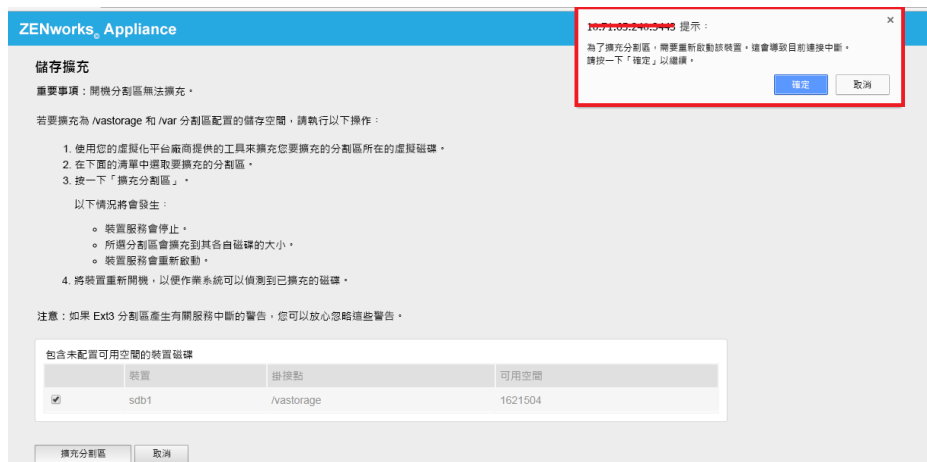 ZENworks® Appliance
提示：
為了擴充分割區，需要重新啟動該裝置。這會導致目前連接中斷。
請按一下「確定」以繼續。
確定 取消
儲存擴充
重要事項：開機分割區無法擴充。
若要擴充為 /vastorage 和 /var 分割區配置的儲存空間，請執行以下操作：
1. 使用您的虛擬化平台廠商提供的工具來擴充您要擴充的分割區所在的虛擬磁碟。
2. 在下面的清單中選取要擴充的分割區。
3. 按一下「擴充分割區」。
以下情況將會發生：
裝置服務會停止。
所選分割區會擴充到其各自磁碟的大小。
裝置服務會重新啟動。
4. 將裝置重新開機，以便作業系統可以偵測到已擴充的磁碟。
注意：如果 Ext3 分割區產生有關服務中斷的警告，您可以放心忽略這些警告。
包含未配置可用空間的裝置磁碟
裝置 掛接點 可用空間
sdb1 /vastorage 1621504
擴充分割區 取消